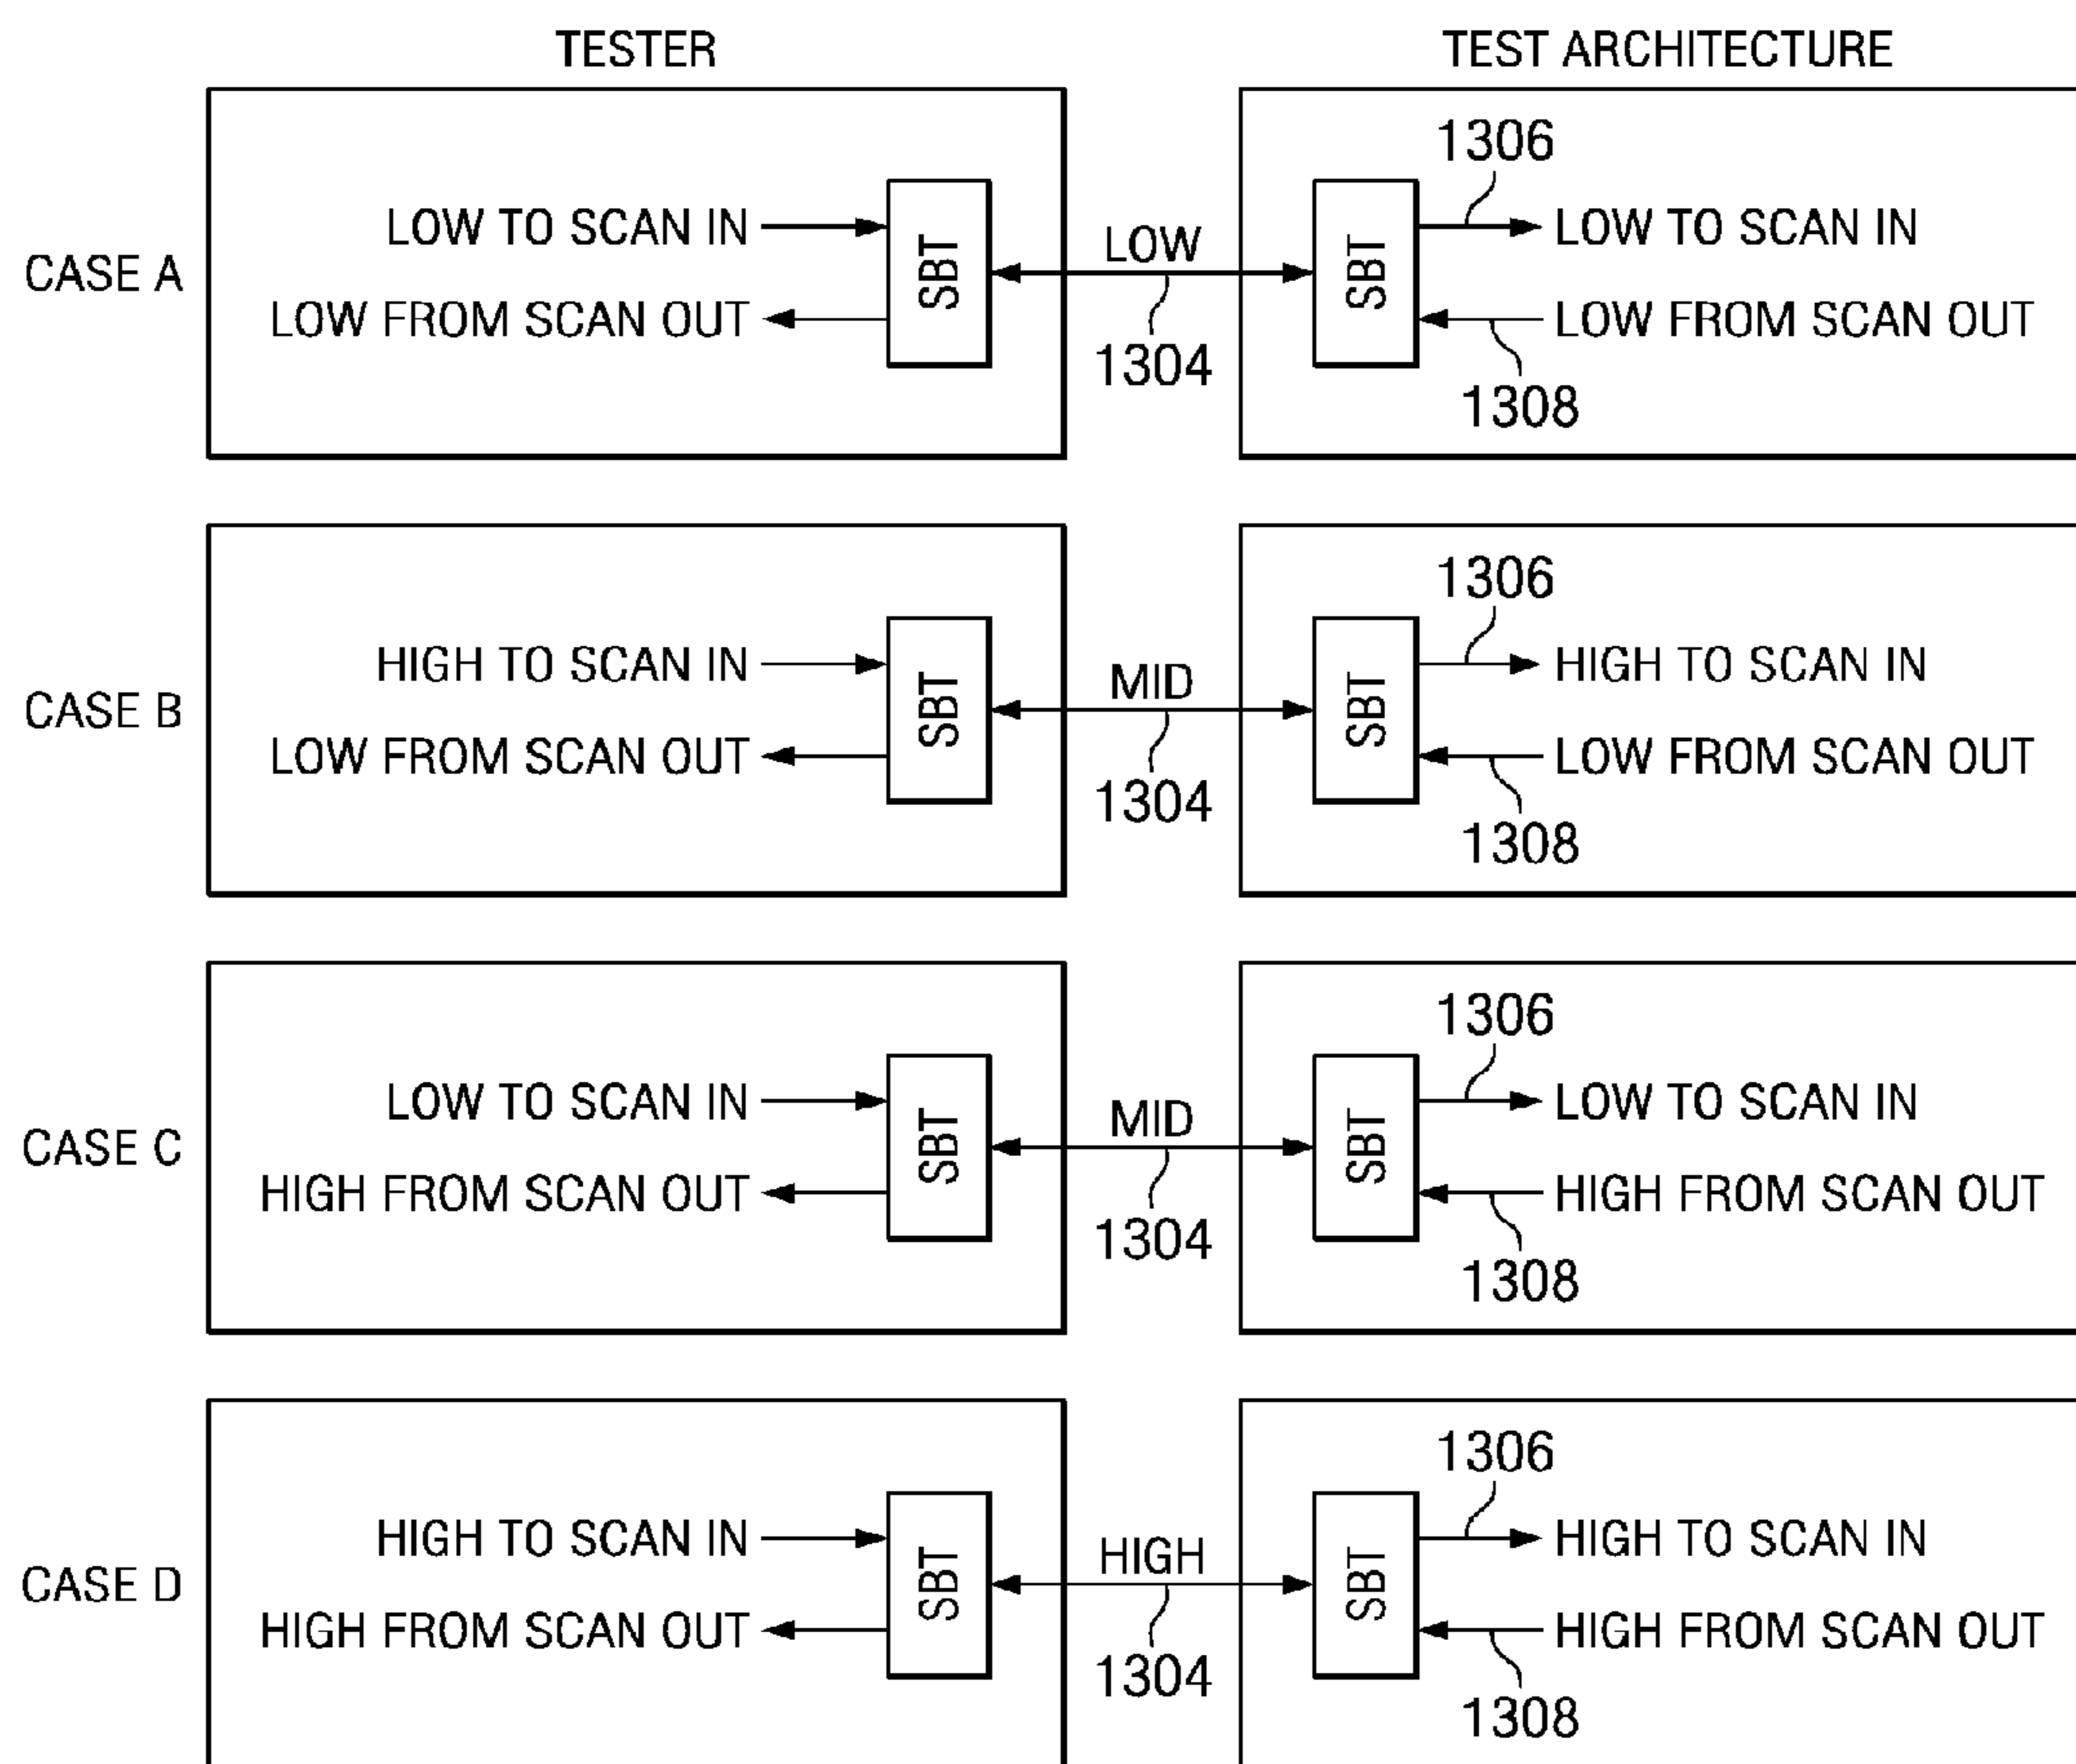 TESTER
TEST ARCHITECTURE
CASE A
LOW TO SCAN IN
LOW FROM SCAN OUT
SBT
LOW
1304
SBT
1306
LOW TO SCAN IN
LOW FROM SCAN OUT
1308
CASE B
HIGH TO SCAN IN
LOW FROM SCAN OUT
SBT
MID
1304
SBT
1306
HIGH TO SCAN IN
LOW FROM SCAN OUT
1308
CASE C
LOW TO SCAN IN
HIGH FROM SCAN OUT
SBT
MID
1304
SBT
1306
LOW TO SCAN IN
HIGH FROM SCAN OUT
1308
CASE D
HIGH TO SCAN IN
HIGH FROM SCAN OUT
SBT
HIGH
1304
SBT
1306
HIGH TO SCAN IN
HIGH FROM SCAN OUT
1308